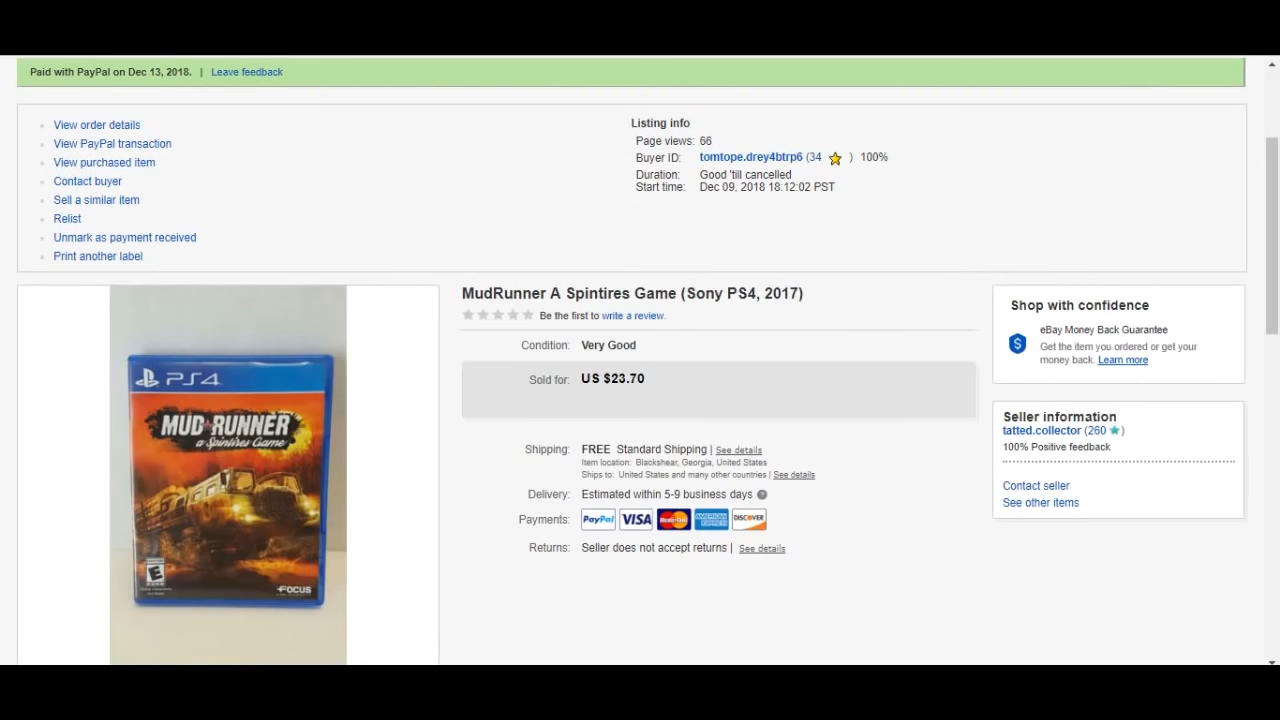 Paid with PayPal on Dec 13, 2018. | Leave feedback
View order details
View PayPal transaction
View purchased item
Contact buyer
Sell a similar item
Relist
Unmark as payment received
Print another label
Listing info
Page views: 66
Buyer ID: tomtope.drey4btrp6 (34 ) 100%
Duration: Good 'till cancelled
Start time: Dec 09, 2018 18:12:02 PST
PS4
MUDRUNNER
a Spintires Game
E
FOCUS
MudRunner A Spintires Game (Sony PS4, 2017)
Be the first to write a review.
Condition: Very Good
Sold for: US $23.70
Shipping: FREE Standard Shipping | See details
Item location: Blackshear, Georgia, United States
Ships to: United States and many other countries | See details
Delivery: Estimated within 5-9 business days ?
Payments: PayPal VISA MasterCard AMERICAN EXPRESS DISCOVER
Returns: Seller does not accept returns | See details
Shop with confidence
$
eBay Money Back Guarantee
Get the item you ordered or get your
money back. Learn more
Seller information
tatted.collector (260 )
100% Positive feedback
Contact seller
See other items